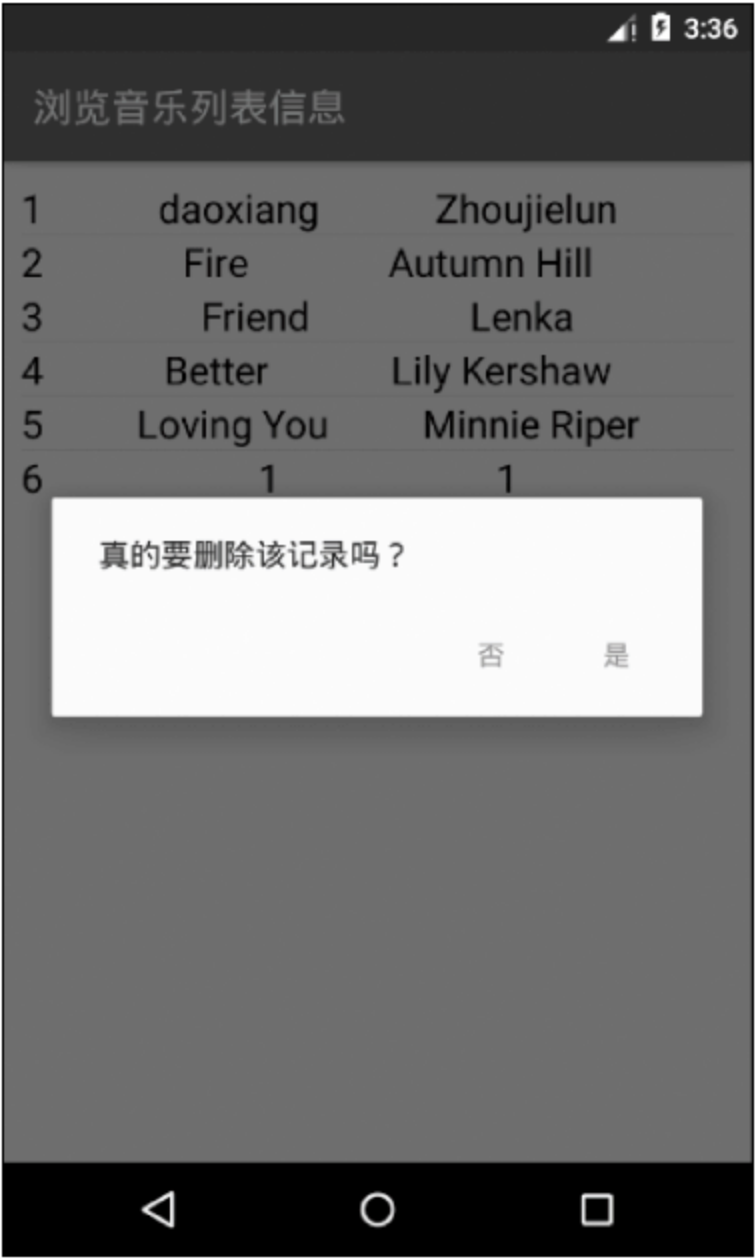 3:36
浏览音乐列表信息
1 daoxiang Zhoujielun
2 Fire Autumn Hill
3 Friend Lenka
4 Better Lily Kershaw
5 Loving You Minnie Riper
6 1 1
真的要删除该记录吗？
否 是